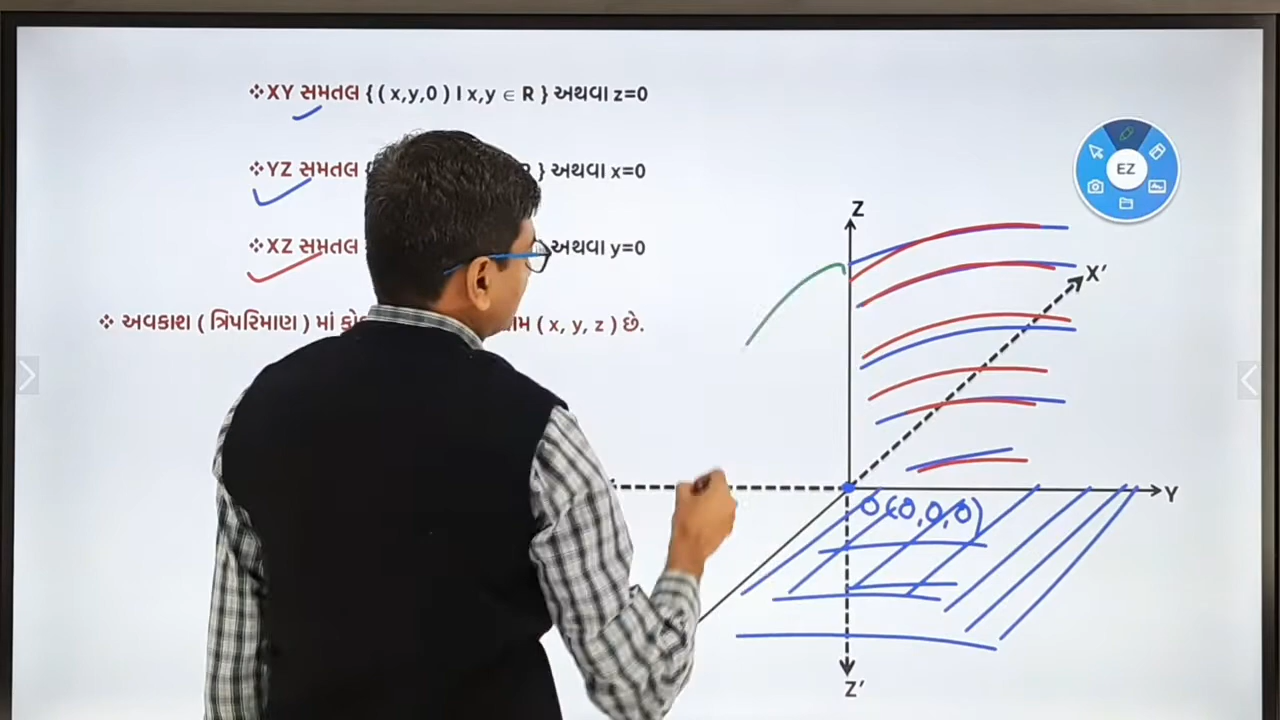 ❖XY સમતલ { ( x,y,0 ) l x,y ∈ R } અથવા z=0
❖YZ સમતલ { } અથવા x=0
❖XZ સમતલ અથવા y=0
❖ અવકાશ ( ત્રિપરિમાણ ) માં ( x, y, z ) છે.
EZ
Z
X′
Y
O(0,0,0)
Z′